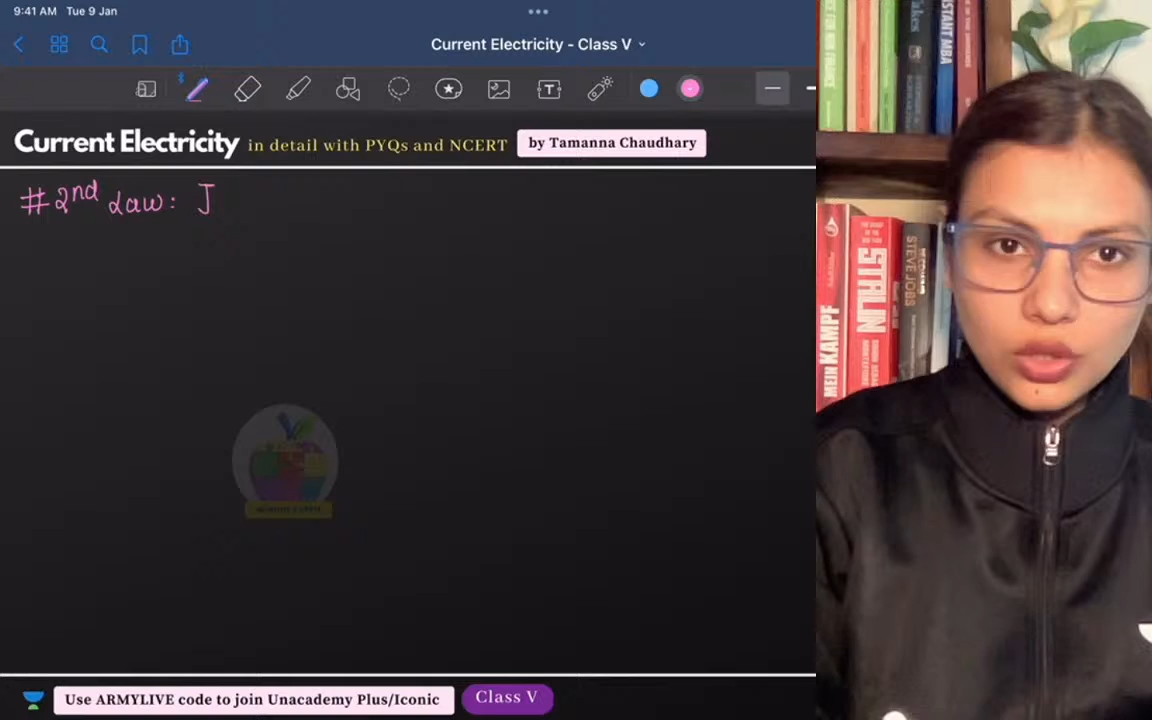 9:41 AM Tue 9 Jan
Current Electricity - Class V
T
Current Electricity in detail with PYQs and NCERT by Tamanna Chaudhary
#2nd Law: J
STALIN
STEVE JOBS
MEIN KAMPF
Use ARMYLIVE code to join Unacademy Plus/Iconic Class V